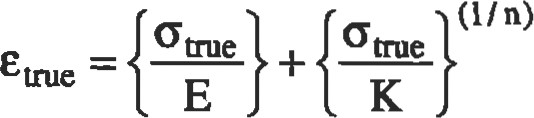 ε_true = {σ_true / E} + {σ_true / K}^(1/n)